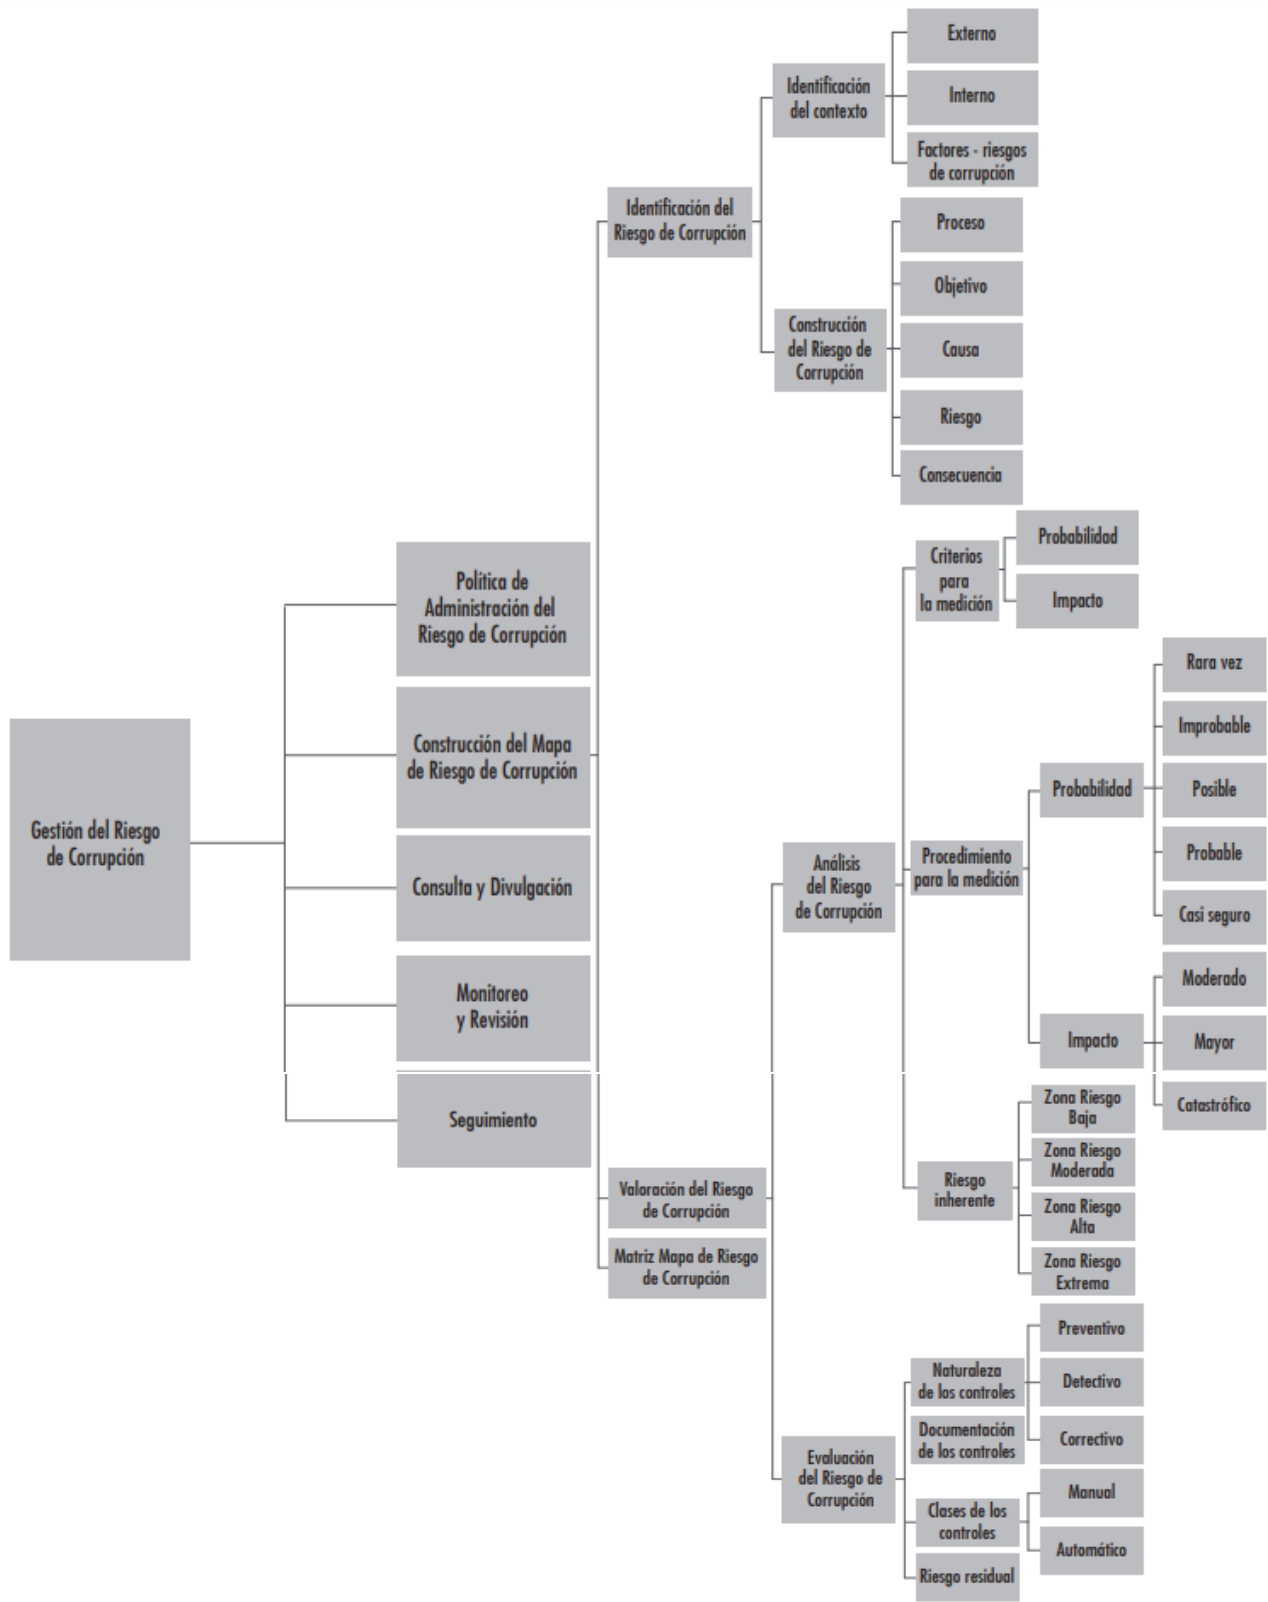 Gestión del Riesgo
de Corrupción
Política de
Administración del
Riesgo de Corrupción
Construcción del Mapa
de Riesgo de Corrupción
Consulta y Divulgación
Monitoreo
y Revisión
Seguimiento
Identificación del
Riesgo de Corrupción
Identificación
del contexto
Externo
Interno
Factores - riesgos
de corrupción
Construcción
del Riesgo de
Corrupción
Proceso
Objetivo
Causa
Riesgo
Consecuencia
Valoración del Riesgo
de Corrupción
Análisis
del Riesgo
de Corrupción
Criterios
para
la medición
Probabilidad
Impacto
Procedimiento
para la medición
Probabilidad
Rara vez
Improbable
Posible
Probable
Casi seguro
Impacto
Moderado
Mayor
Catastrófico
Riesgo
inherente
Zona Riesgo
Baja
Zona Riesgo
Moderada
Zona Riesgo
Alta
Zona Riesgo
Extrema
Evaluación
del Riesgo de
Corrupción
Naturaleza
de los controles
Preventivo
Detectivo
Correctivo
Documentación
de los controles
Clases de los
controles
Manual
Automático
Riesgo residual
Matriz Mapa de Riesgo
de Corrupción